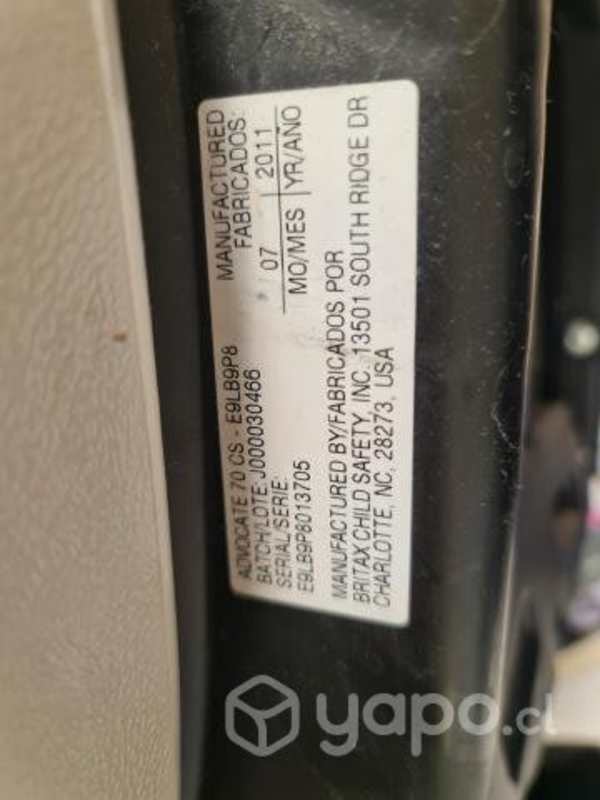 ADVOCATE 70 CS - E9LB9P8
BATCH/LOTE: J000030466
SERIAL/SERIE:
E9LB9P8013705
MANUFACTURED
FABRICADOS:
07 2011
MO/MES YR/AÑO
MANUFACTURED BY/FABRICADOS POR
BRITAX CHILD SAFETY, INC. 13501 SOUTH RIDGE DR
CHARLOTTE, NC, 28273, USA
yapo.cl